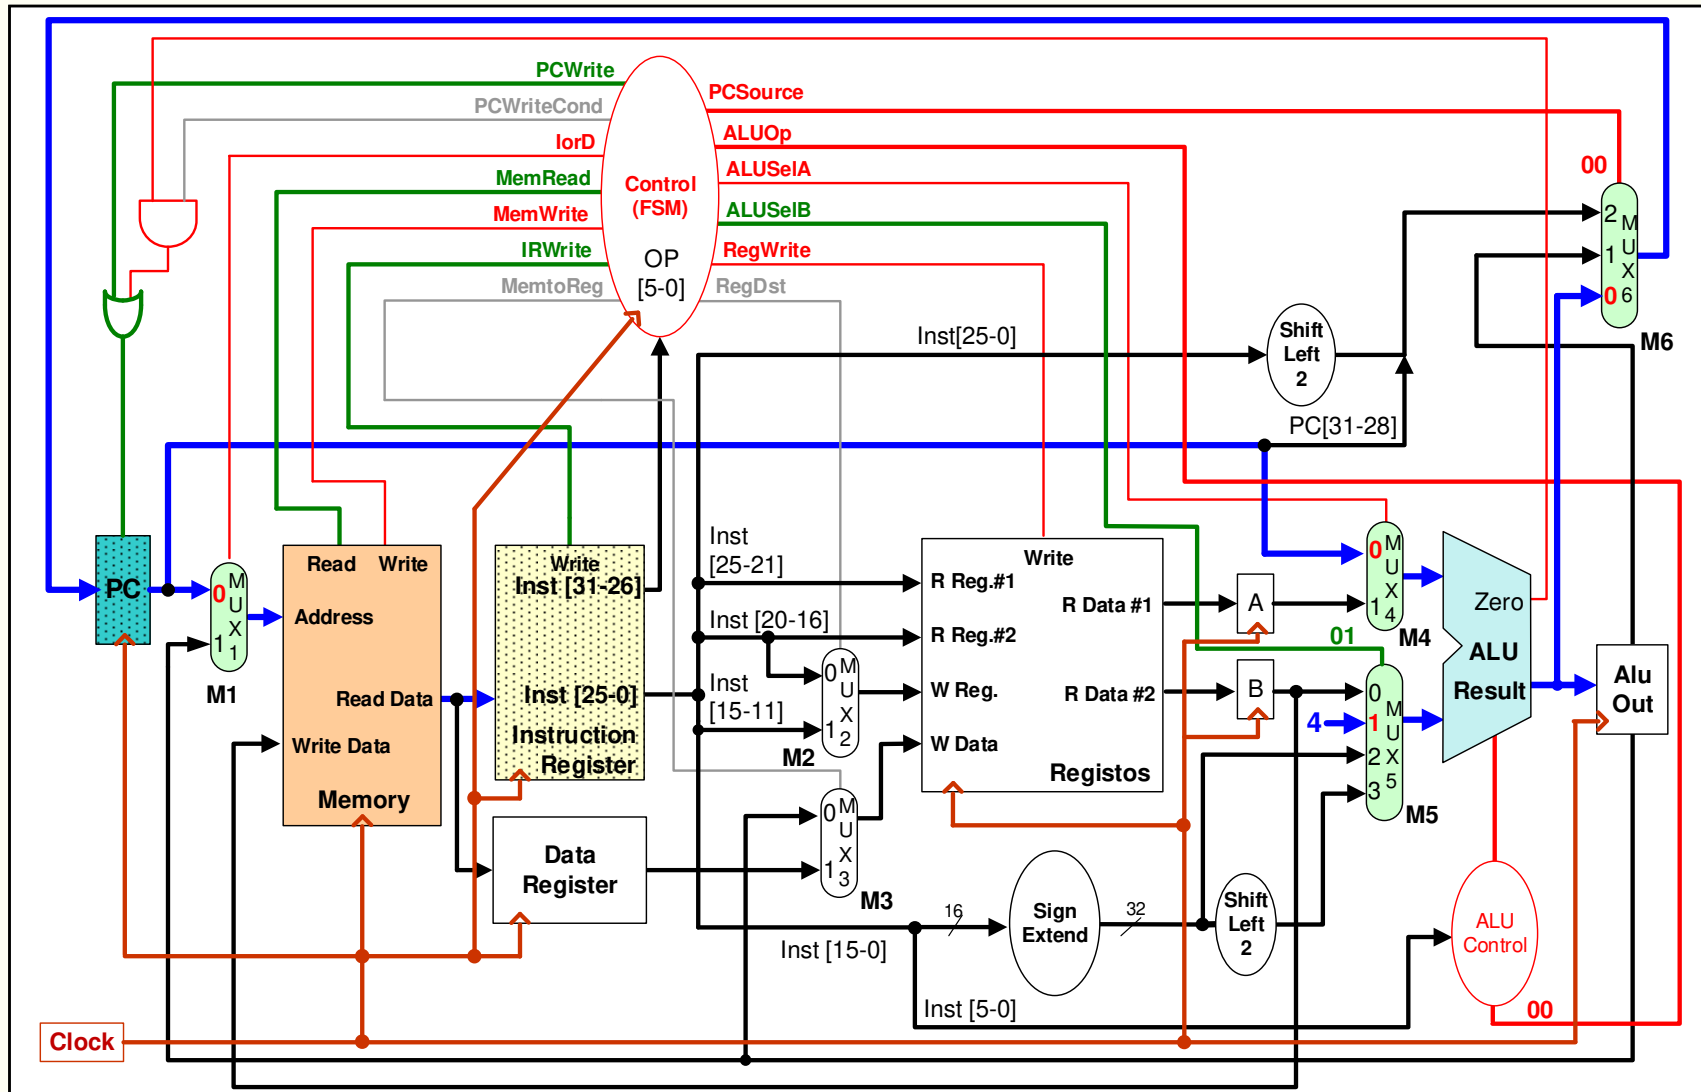 PCWrite
PCWriteCond
IorD
MemRead
MemWrite
IRWrite
MemtoReg
Control
(FSM)
OP
[5-0]
PCSource
ALUOp
ALUSelA
ALUSelB
RegWrite
RegDst
00
2
1
0
M
U
X
6
M6
Inst[25-0]
Shift
Left
2
PC[31-28]
PC
0
1
M
U
X
1
M1
Read
Write
Address
Read Data
Write Data
Memory
Write
Inst [31-26]
Inst [25-0]
Instruction
Register
Data
Register
Inst
[25-21]
Inst [20-16]
Inst
[15-11]
0
1
M
U
X
2
M2
0
1
M
U
X
3
M3
Write
R Reg.#1
R Reg.#2
W Reg.
W Data
R Data #1
R Data #2
Registos
A
B
0
1
M
U
X
4
M4
01
4
0
1
2
3
M
U
X
5
M5
Zero
ALU
Result
Alu
Out
Inst [15-0]
16
Sign
Extend
32
Shift
Left
2
ALU
Control
Inst [5-0]
00
Clock